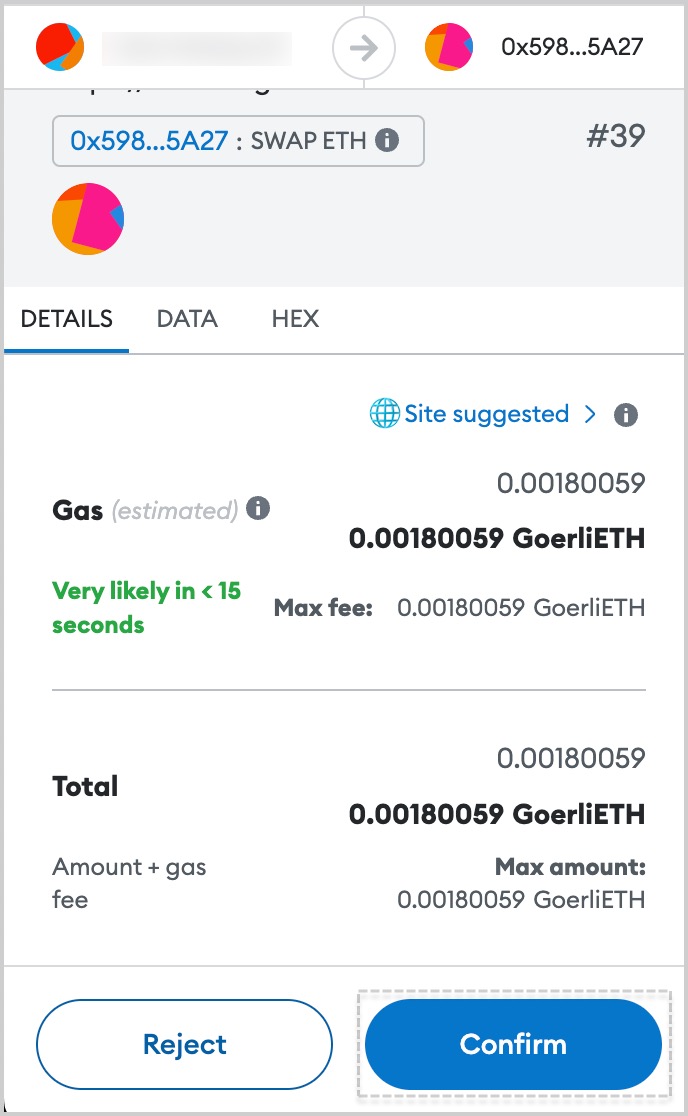 0x598...5A27
0x598...5A27 : SWAP ETH
#39
DETAILS DATA HEX
Site suggested >
0.00180059
Gas (estimated)
0.00180059 GoerliETH
Very likely in < 15
seconds
Max fee: 0.00180059 GoerliETH
0.00180059
Total
0.00180059 GoerliETH
Amount + gas
fee
Max amount:
0.00180059 GoerliETH
Reject
Confirm